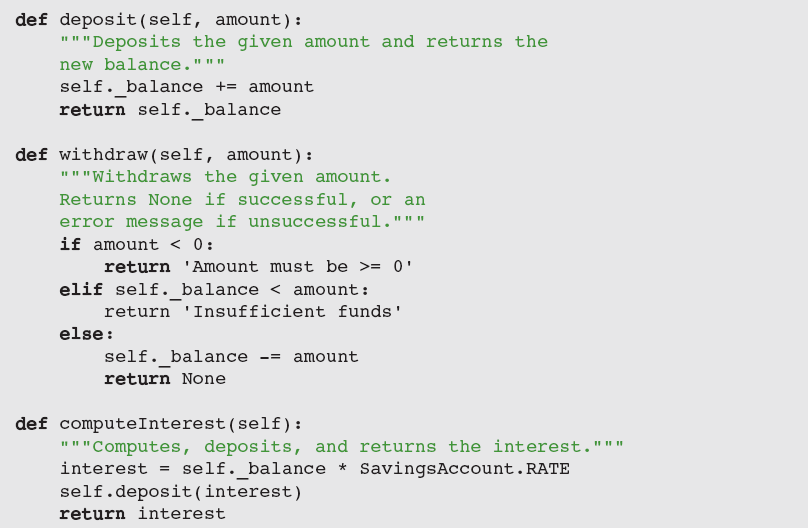 def deposit(self, amount):
    """Deposits the given amount and returns the
    new balance."""
    self._balance += amount
    return self._balance

def withdraw(self, amount):
    """Withdraws the given amount.
    Returns None if successful, or an
    error message if unsuccessful."""
    if amount < 0:
        return 'Amount must be >= 0'
    elif self._balance < amount:
        return 'Insufficient funds'
    else:
        self._balance -= amount
        return None

def computeInterest(self):
    """Computes, deposits, and returns the interest."""
    interest = self._balance * SavingsAccount.RATE
    self.deposit(interest)
    return interest